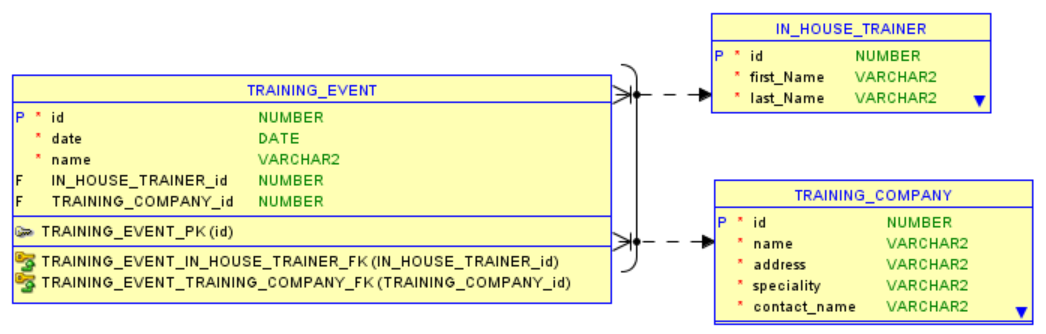 IN_HOUSE_TRAINER
P * id NUMBER
* first_Name VARCHAR2
* last_Name VARCHAR2
TRAINING_EVENT
P * id NUMBER
* date DATE
* name VARCHAR2
F IN_HOUSE_TRAINER_id NUMBER
F TRAINING_COMPANY_id NUMBER
TRAINING_EVENT_PK (id)
TRAINING_EVENT_IN_HOUSE_TRAINER_FK (IN_HOUSE_TRAINER_id)
TRAINING_EVENT_TRAINING_COMPANY_FK (TRAINING_COMPANY_id)
TRAINING_COMPANY
P * id NUMBER
* name VARCHAR2
* address VARCHAR2
* speciality VARCHAR2
* contact_name VARCHAR2